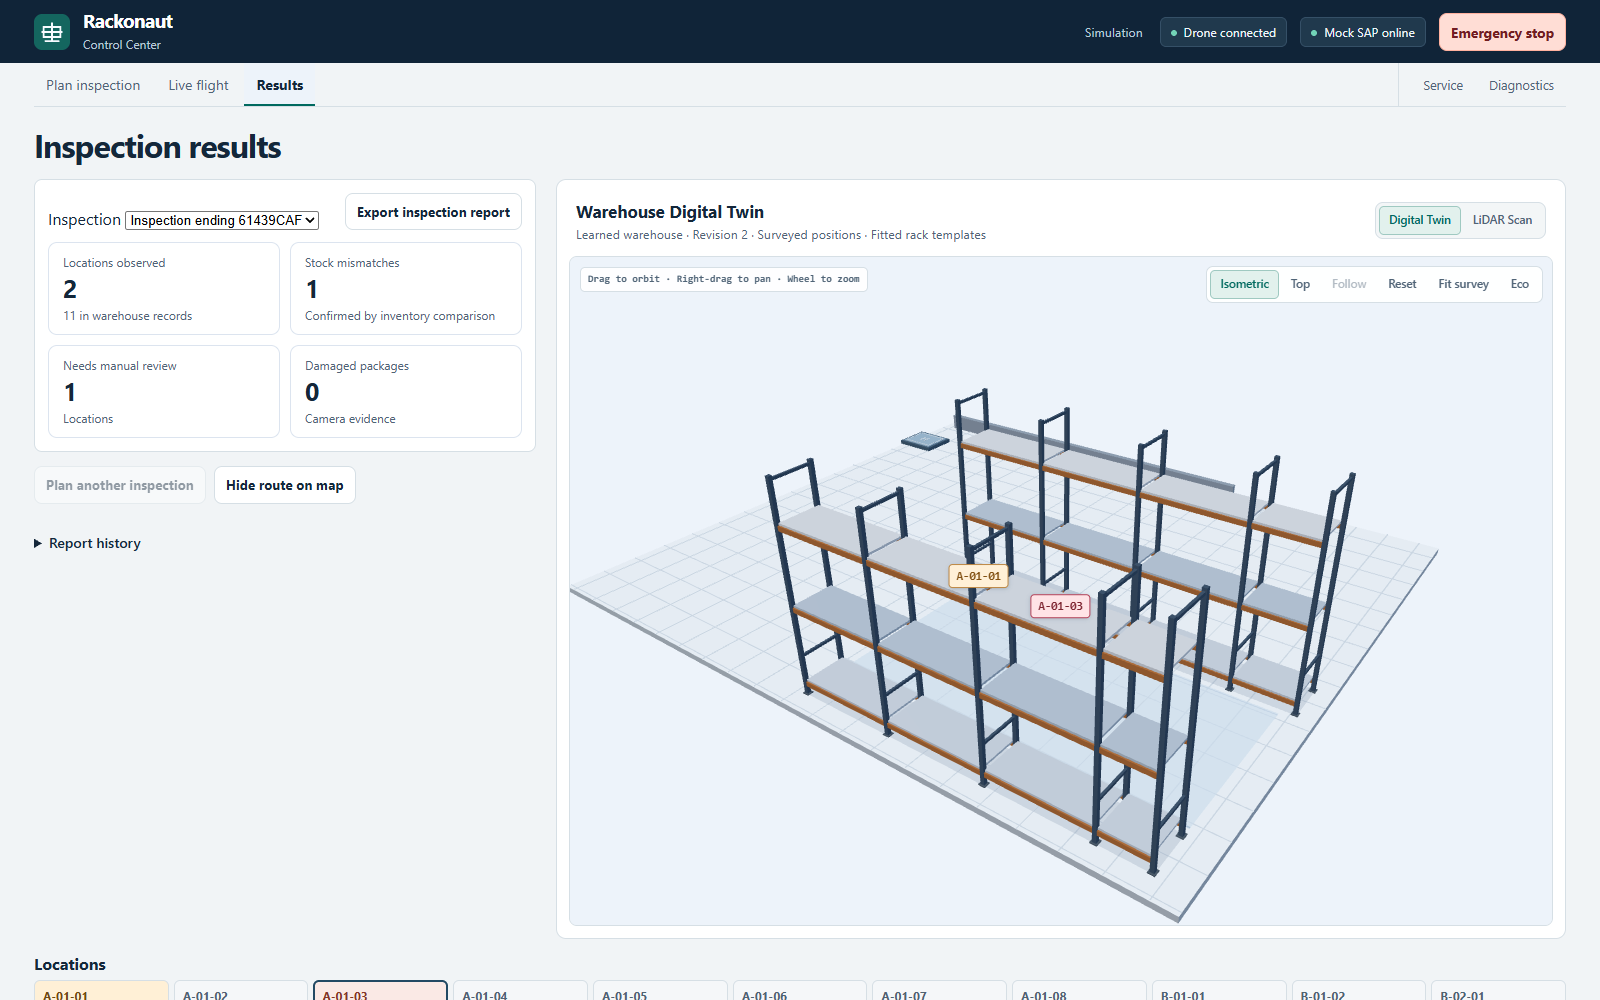 Rackonaut
Control Center
Simulation
Drone connected
Mock SAP online
Emergency stop
Plan inspection
Live flight
Results
Service
Diagnostics
Inspection results
Inspection
Inspection ending 61439CAF
Export inspection report
Locations observed
2
11 in warehouse records
Stock mismatches
1
Confirmed by inventory comparison
Needs manual review
1
Locations
Damaged packages
0
Camera evidence
Plan another inspection
Hide route on map
Report history
Warehouse Digital Twin
Learned warehouse · Revision 2 · Surveyed positions · Fitted rack templates
Digital Twin
LiDAR Scan
Drag to orbit · Right-drag to pan · Wheel to zoom
Isometric
Top
Follow
Reset
Fit survey
Eco
A-01-01
A-01-03
Locations
A-01-01
A-01-02
A-01-03
A-01-04
A-01-05
A-01-06
A-01-07
A-01-08
B-01-01
B-01-02
B-02-01